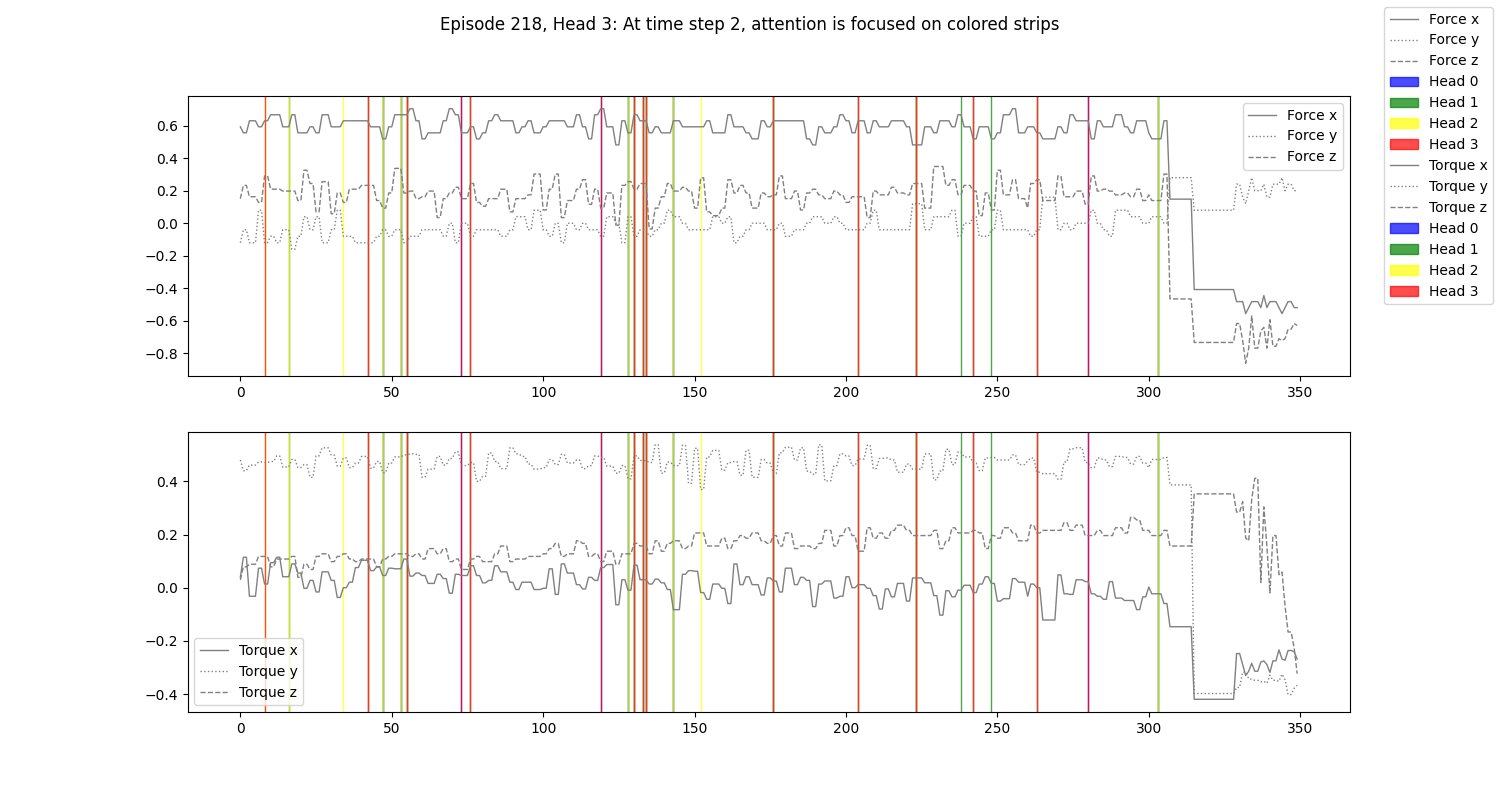 Episode 218, Head 3: At time step 2, attention is focused on colored strips
Force x
Force y
Force z
Head 0
Head 1
Head 2
Head 3
Torque x
Torque y
Torque z
Head 0
Head 1
Head 2
Head 3
0.6
0.4
0.2
0.0
−0.2
−0.4
−0.6
−0.8
Force x
Force y
Force z
0 50 100 150 200 250 300 350
0.4
0.2
0.0
−0.2
−0.4
Torque x
Torque y
Torque z
0 50 100 150 200 250 300 350